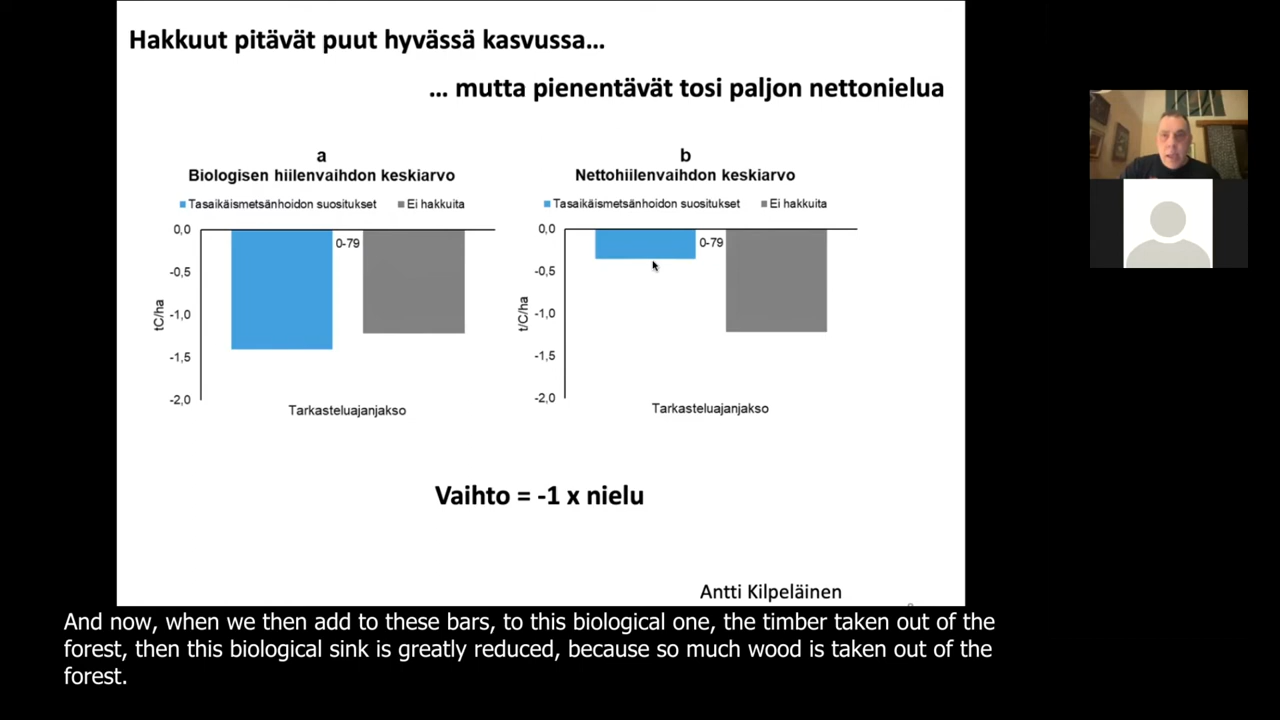 Hakkuut pitävät puut hyvässä kasvussa…
… mutta pienentävät tosi paljon nettonielua
a
Biologisen hiilenvaihdon keskiarvo
Tasaikäismetsänhoidon suositukset Ei hakkuita
0,0
0-79
-0,5
-1,0
-1,5
-2,0
tC/ha
Tarkasteluajanjakso
b
Nettohiilenvaihdon keskiarvo
Tasaikäismetsänhoidon suositukset Ei hakkuita
0,0
0-79
-0,5
-1,0
-1,5
-2,0
t/C/ha
Tarkasteluajanjakso
Vaihto = -1 x nielu
Antti Kilpeläinen
And now, when we then add to these bars, to this biological one, the timber taken out of the
forest, then this biological sink is greatly reduced, because so much wood is taken out of the
forest.